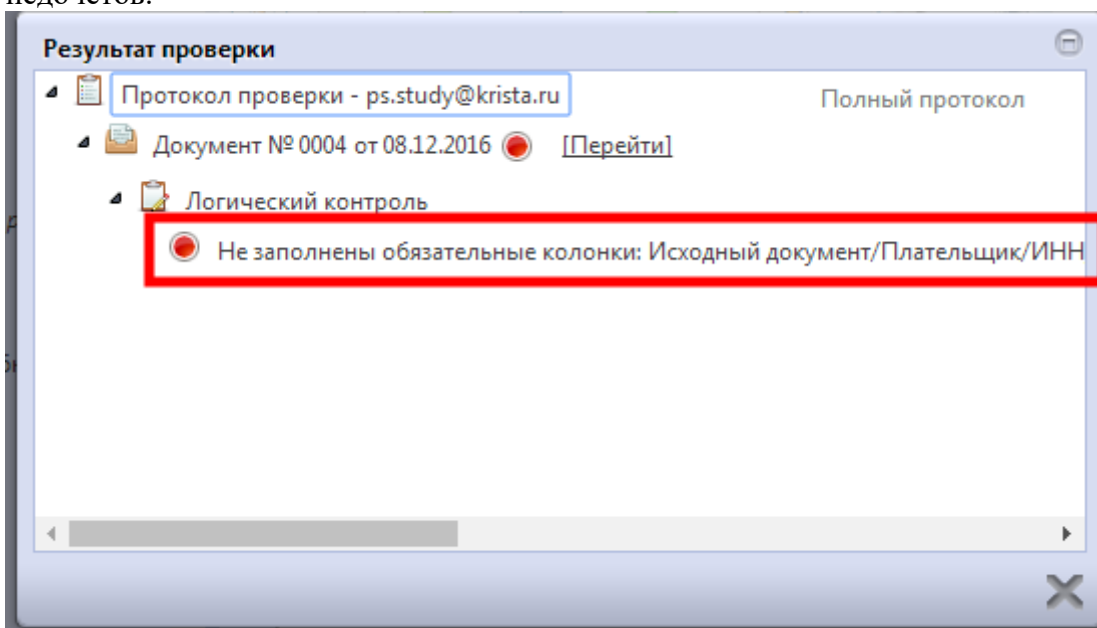 недочетов.
Результат проверки
Протокол проверки - ps.study@krista.ru
Полный протокол
Документ № 0004 от 08.12.2016 [Перейти]
Логический контроль
Не заполнены обязательные колонки: Исходный документ/Плательщик/ИНН